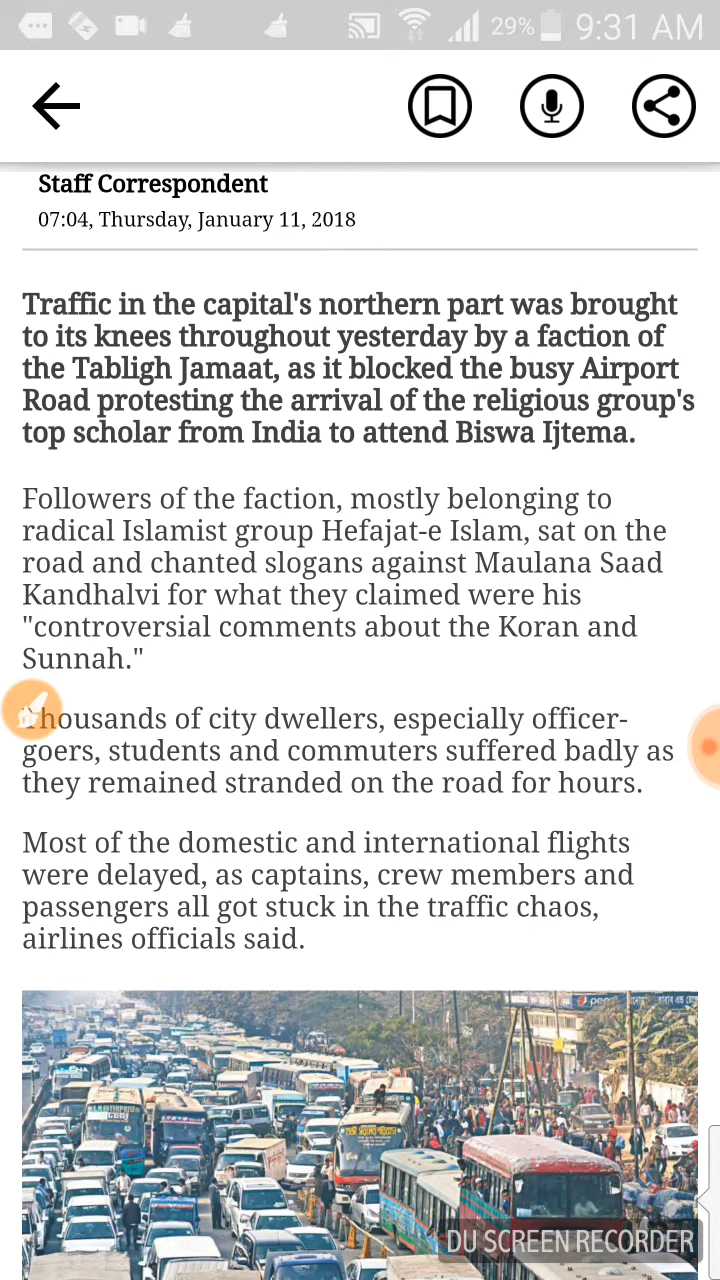 29% 9:31 AM
Staff Correspondent
07:04, Thursday, January 11, 2018
Traffic in the capital's northern part was brought
to its knees throughout yesterday by a faction of
the Tabligh Jamaat, as it blocked the busy Airport
Road protesting the arrival of the religious group's
top scholar from India to attend Biswa Ijtema.
Followers of the faction, mostly belonging to
radical Islamist group Hefajat-e Islam, sat on the
road and chanted slogans against Maulana Saad
Kandhalvi for what they claimed were his
"controversial comments about the Koran and
Sunnah."
Thousands of city dwellers, especially officer-
goers, students and commuters suffered badly as
they remained stranded on the road for hours.
Most of the domestic and international flights
were delayed, as captains, crew members and
passengers all got stuck in the traffic chaos,
airlines officials said.
DU SCREEN RECORDER